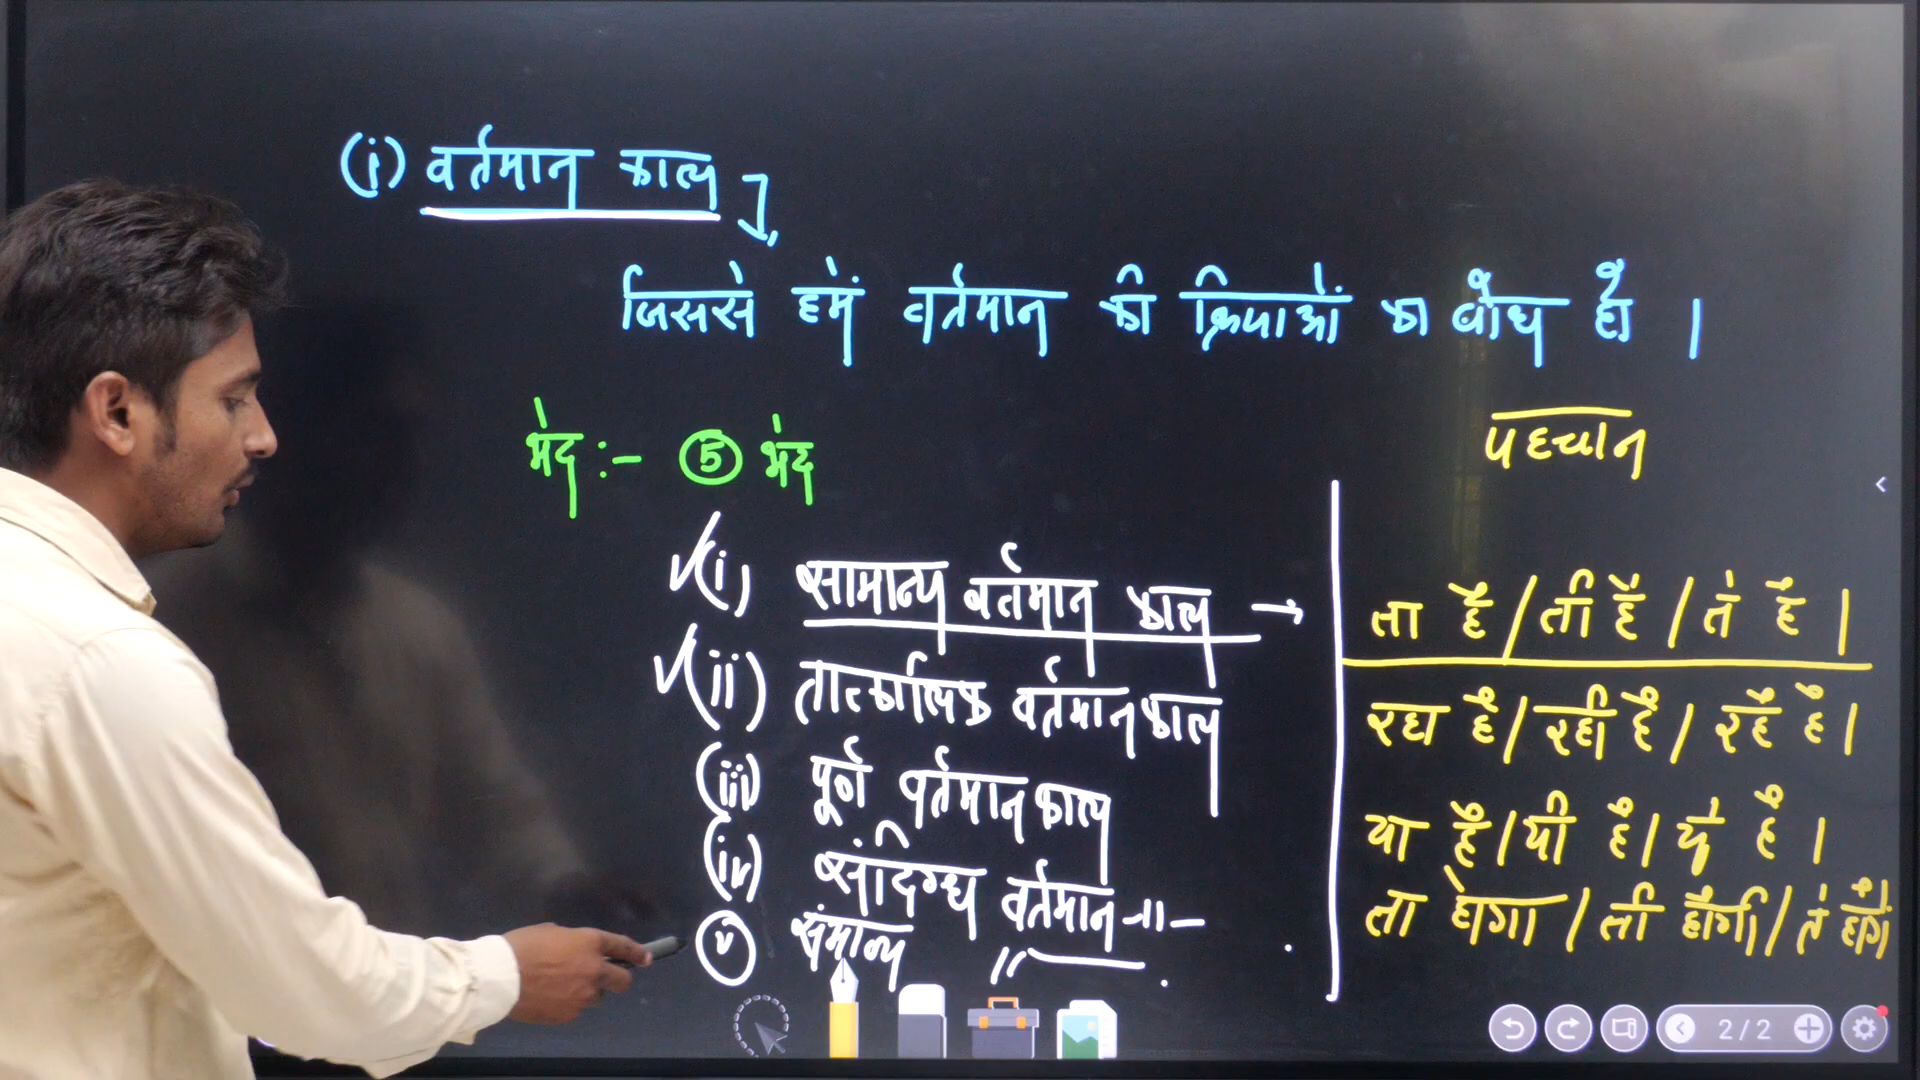 (i) वर्तमान काल
जिससे हमें वर्तमान की क्रियाओं का बोध हो ।
भेद :- 5 भेद
पहचान
(i) सामान्य वर्तमान काल → ता है / ती है / ते है ।
(ii) तात्कालिक वर्तमान काल रहा है / रही है / रहे है ।
(iii) पूर्ण वर्तमान काल या है / यी है / ये है ।
(iv) संदिग्ध वर्तमान -॥- ता होगा / ती होगी / ते होंगे
(v) संभाव्य
2/2